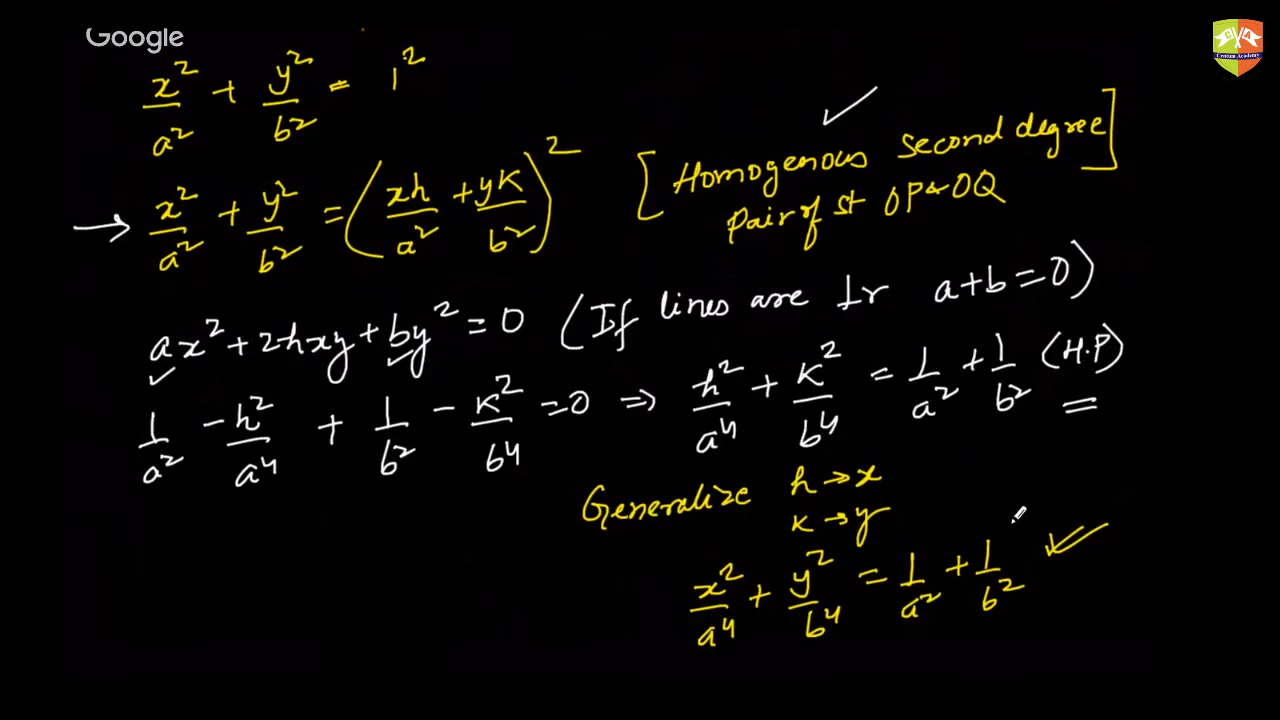 Google
x²/a² + y²/b² = 1²
→ x²/a² + y²/b² = (xh/a² + yk/b²)² [Homogenous second degree]
Pair of st OP & OQ
ax² + 2hxy + by² = 0 (If lines are ⊥r a+b=0)
1/a² - h²/a⁴ + 1/b² - k²/b⁴ = 0 ⇒ h²/a⁴ + k²/b⁴ = 1/a² + 1/b² (H.P)
Generalize h → x
k → y
x²/a⁴ + y²/b⁴ = 1/a² + 1/b²